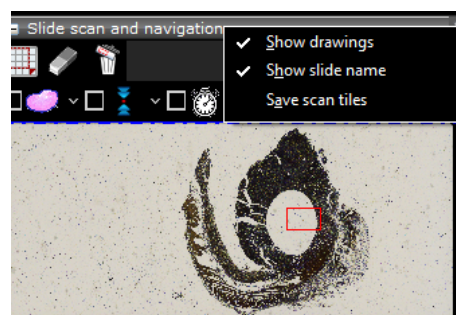 Slide scan and navigation
Show drawings
Show slide name
Save scan tiles